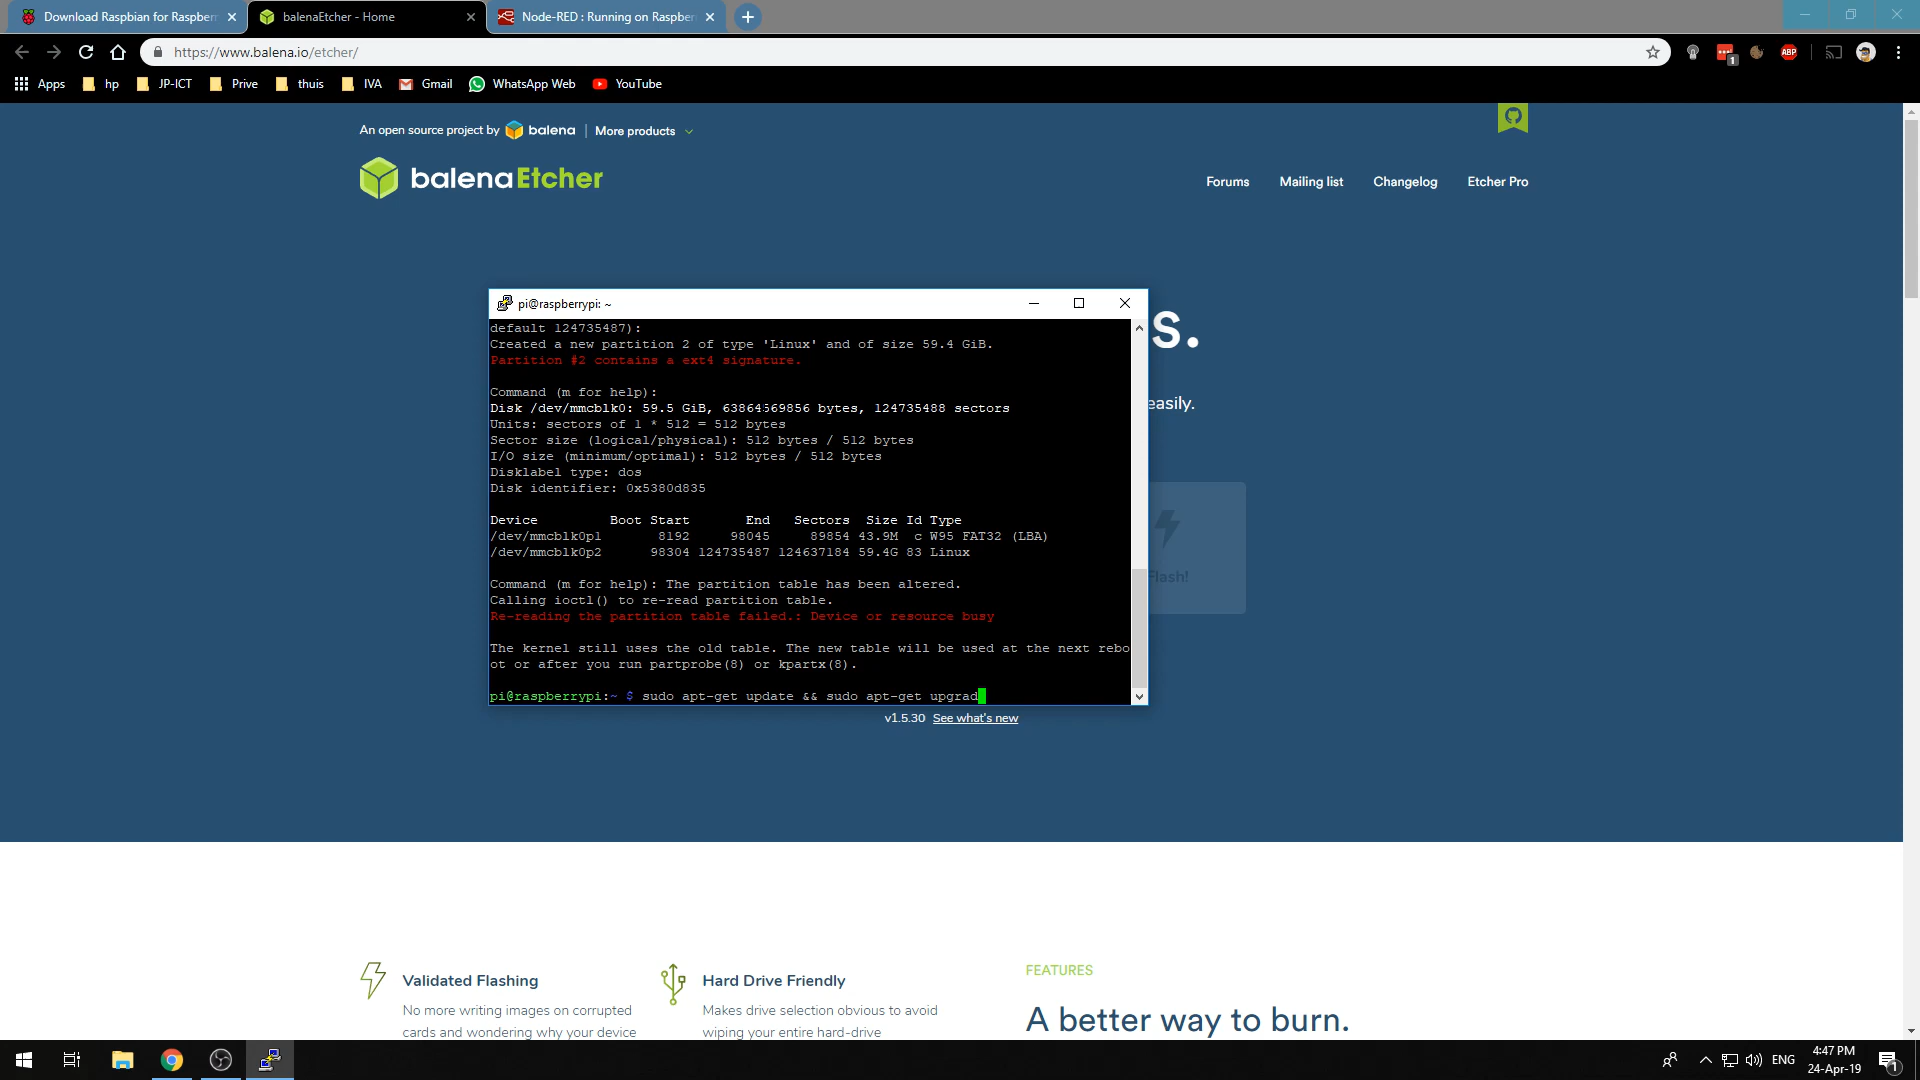 Download Raspbian for Raspberr
balenaEtcher - Home
Node-RED : Running on Raspber
https://www.balena.io/etcher/
1
ABP
Apps
hp
JP-ICT
Prive
thuis
IVA
Gmail
WhatsApp Web
YouTube
An open source project by balena | More products
balenaEtcher
Forums
Mailing list
Changelog
Etcher Pro
s.
easily.
Flash!
pi@raspberrypi: ~
default 124735487):
Created a new partition 2 of type 'Linux' and of size 59.4 GiB.
Partition #2 contains a ext4 signature.
Command (m for help):
Disk /dev/mmcblk0: 59.5 GiB, 63864569856 bytes, 124735488 sectors
Units: sectors of 1 * 512 = 512 bytes
Sector size (logical/physical): 512 bytes / 512 bytes
I/O size (minimum/optimal): 512 bytes / 512 bytes
Disklabel type: dos
Disk identifier: 0x5380d835
Device         Boot Start       End   Sectors  Size Id Type
/dev/mmcblk0p1       8192     98045     89854 43.9M  c W95 FAT32 (LBA)
/dev/mmcblk0p2      98304 124735487 124637184 59.4G 83 Linux
Command (m for help): The partition table has been altered.
Calling ioctl() to re-read partition table.
Re-reading the partition table failed.: Device or resource busy
The kernel still uses the old table. The new table will be used at the next rebo
ot or after you run partprobe(8) or kpartx(8).
pi@raspberrypi:~ $ sudo apt-get update && sudo apt-get upgrad
v1.5.30 See what's new
Validated Flashing
No more writing images on corrupted
cards and wondering why your device
Hard Drive Friendly
Makes drive selection obvious to avoid
wiping your entire hard-drive
FEATURES
A better way to burn.
ENG
4:47 PM
24-Apr-19
1